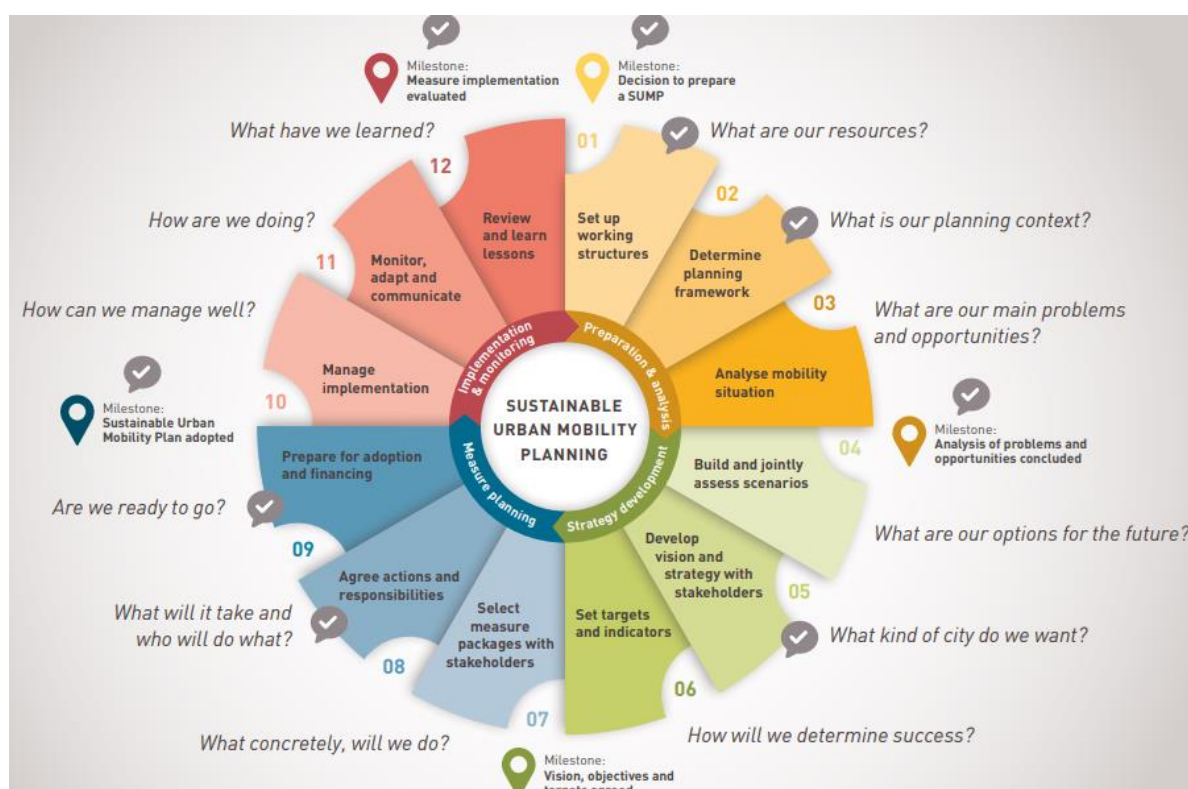 Milestone:
Measure implementation
evaluated
Milestone:
Decision to prepare
a SUMP
What have we learned?
What are our resources?
How are we doing?
What is our planning context?
How can we manage well?
What are our main problems
and opportunities?
Milestone:
Sustainable Urban
Mobility Plan adopted
Milestone:
Analysis of problems and
opportunities concluded
Are we ready to go?
What are our options for the future?
What will it take and
who will do what?
What kind of city do we want?
What concretely, will we do?
How will we determine success?
Milestone:
Vision, objectives and
targets agreed
01
Set up
working
structures
02
Determine
planning
framework
03
Analyse mobility
situation
04
Build and jointly
assess scenarios
05
Develop
vision and
strategy with
stakeholders
06
Set targets
and indicators
07
Select
measure
packages with
stakeholders
08
Agree actions and
responsibilities
09
Prepare for adoption
and financing
10
Manage
implementation
11
Monitor,
adapt and
communicate
12
Review
and learn
lessons
Preparation & analysis
Strategy development
Measure planning
Implementation
& monitoring
SUSTAINABLE
URBAN MOBILITY
PLANNING